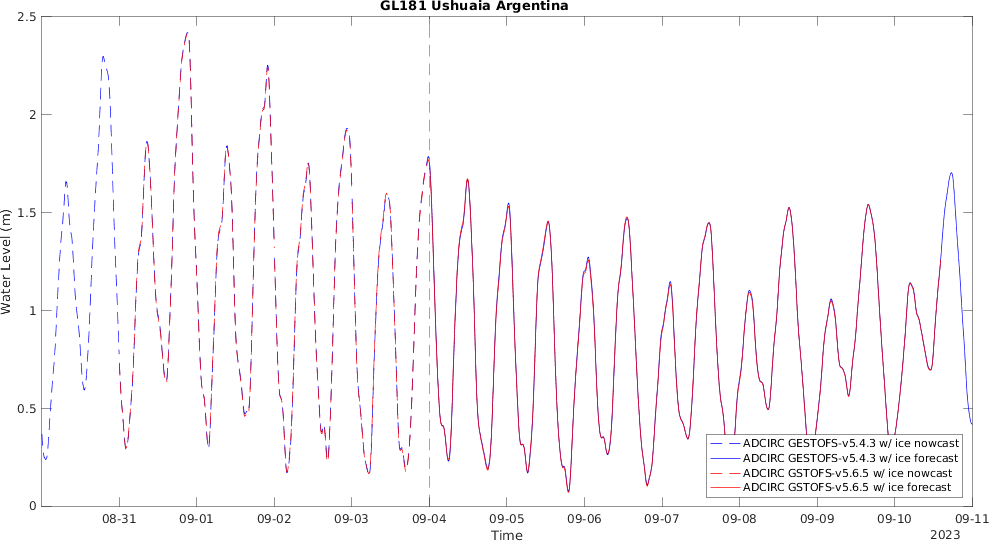 GL181 Ushuaia Argentina
2.5
2
1.5
1
0.5
0
Water Level (m)
08-31
09-01
09-02
09-03
09-04
09-05
09-06
09-07
09-08
09-09
09-10
09-11
Time
2023
ADCIRC GESTOFS-v5.4.3 w/ ice nowcast
ADCIRC GESTOFS-v5.4.3 w/ ice forecast
ADCIRC GSTOFS-v5.6.5 w/ ice nowcast
ADCIRC GSTOFS-v5.6.5 w/ ice forecast